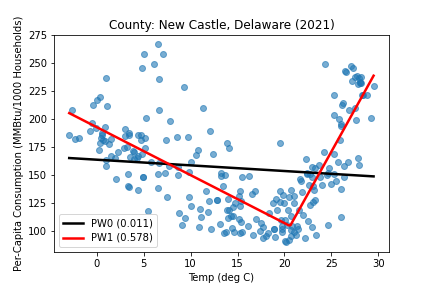 County: New Castle, Delaware (2021)
Per-Capita Consumption (MMBtu/1000 Households)
275
250
225
200
175
150
125
100
PW0 (0.011)
PW1 (0.578)
0 5 10 15 20 25 30
Temp (deg C)